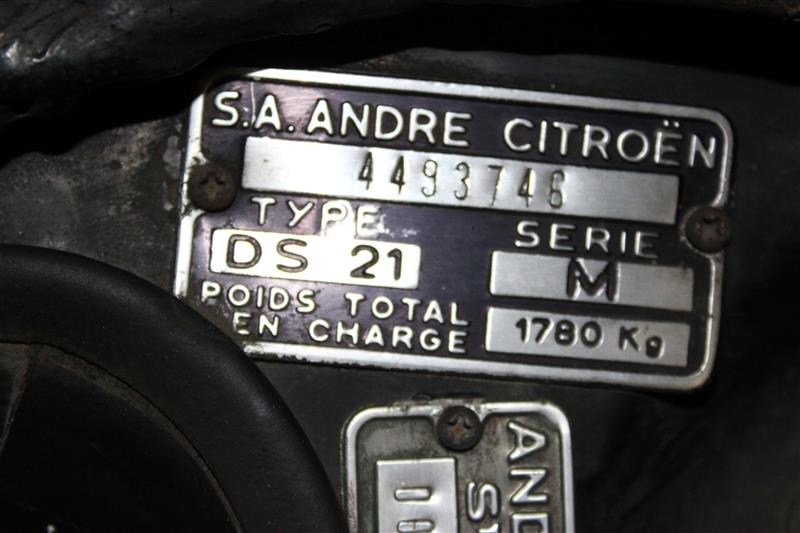 S.A. ANDRE CITROËN
4493746
TYPE SERIE
DS 21 M
POIDS TOTAL
EN CHARGE 1780 Kg